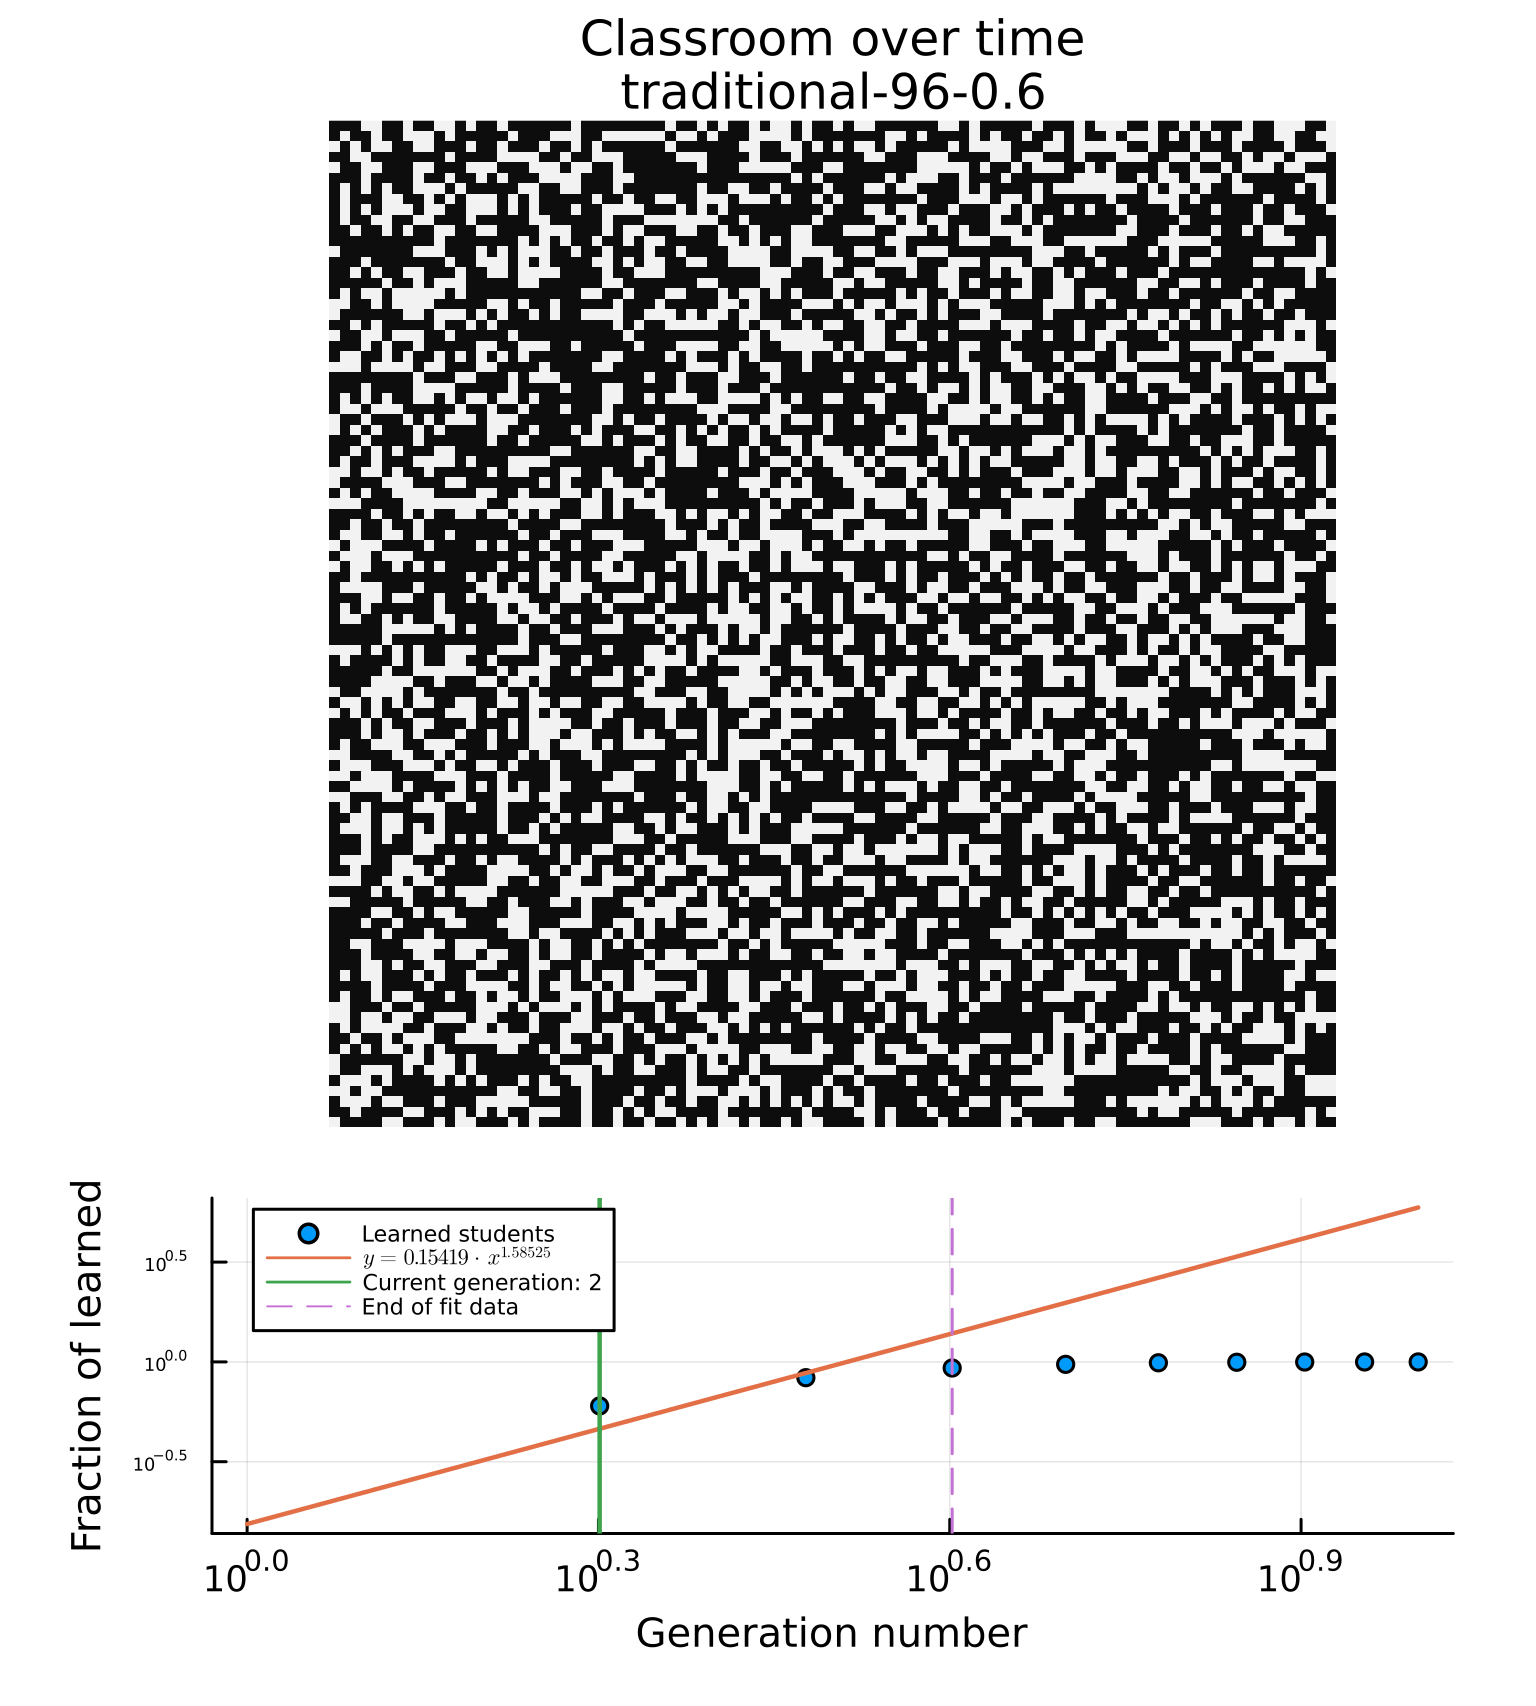 Classroom over time
traditional-96-0.6
Fraction of learned
10^0.5
10^0.0
10^−0.5
Learned students
y = 0.15419 · x^1.58525
Current generation: 2
End of fit data
10^0.0 10^0.3 10^0.6 10^0.9
Generation number